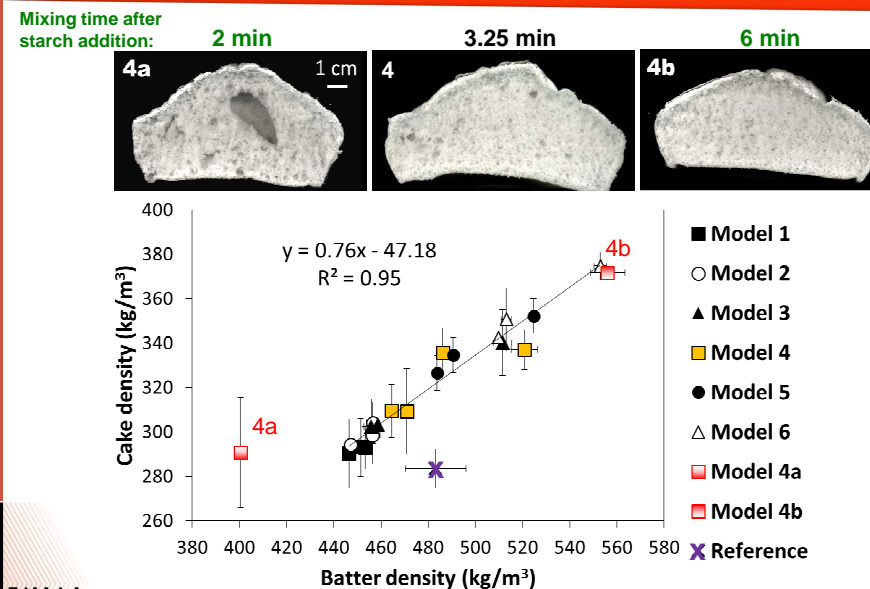 Mixing time after
starch addition:
2 min
3.25 min
6 min
4a
1 cm
4
4b
400
380
360
340
320
300
280
260
Cake density (kg/m³)
y = 0.76x - 47.18
R² = 0.95
4b
4a
380 400 420 440 460 480 500 520 540 560 580
Batter density (kg/m³)
Model 1
Model 2
Model 3
Model 4
Model 5
Model 6
Model 4a
Model 4b
Reference